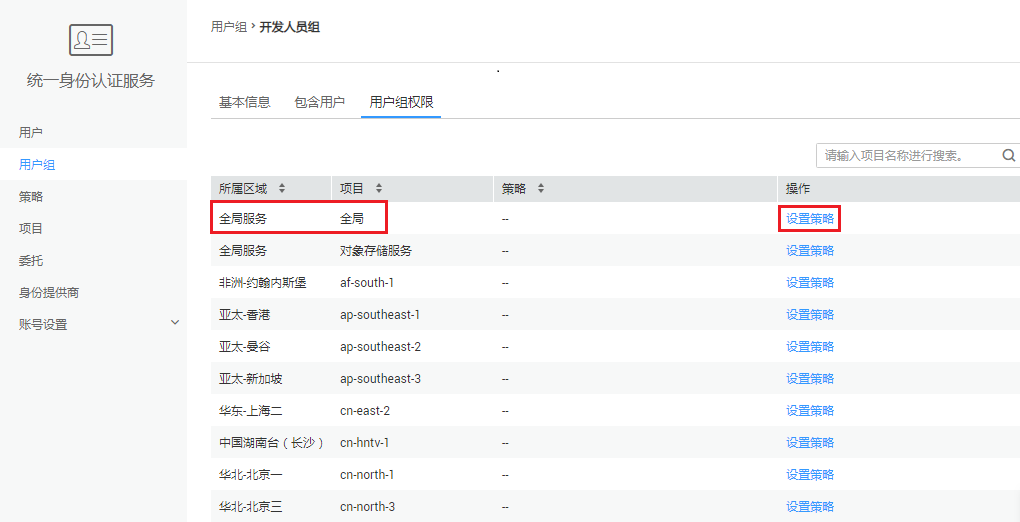 用户组 > 开发人员组
统一身份认证服务
基本信息 包含用户 用户组权限
用户
用户组
策略
项目
委托
身份提供商
账号设置
请输入项目名称进行搜索。
所属区域 项目 策略 操作
全局服务 全局 -- 设置策略
全局服务 对象存储服务 -- 设置策略
非洲-约翰内斯堡 af-south-1 -- 设置策略
亚太-香港 ap-southeast-1 -- 设置策略
亚太-曼谷 ap-southeast-2 -- 设置策略
亚太-新加坡 ap-southeast-3 -- 设置策略
华东-上海二 cn-east-2 -- 设置策略
中国湖南台（长沙） cn-hntv-1 -- 设置策略
华北-北京一 cn-north-1 -- 设置策略
华北-北京三 cn-north-3 -- 设置策略